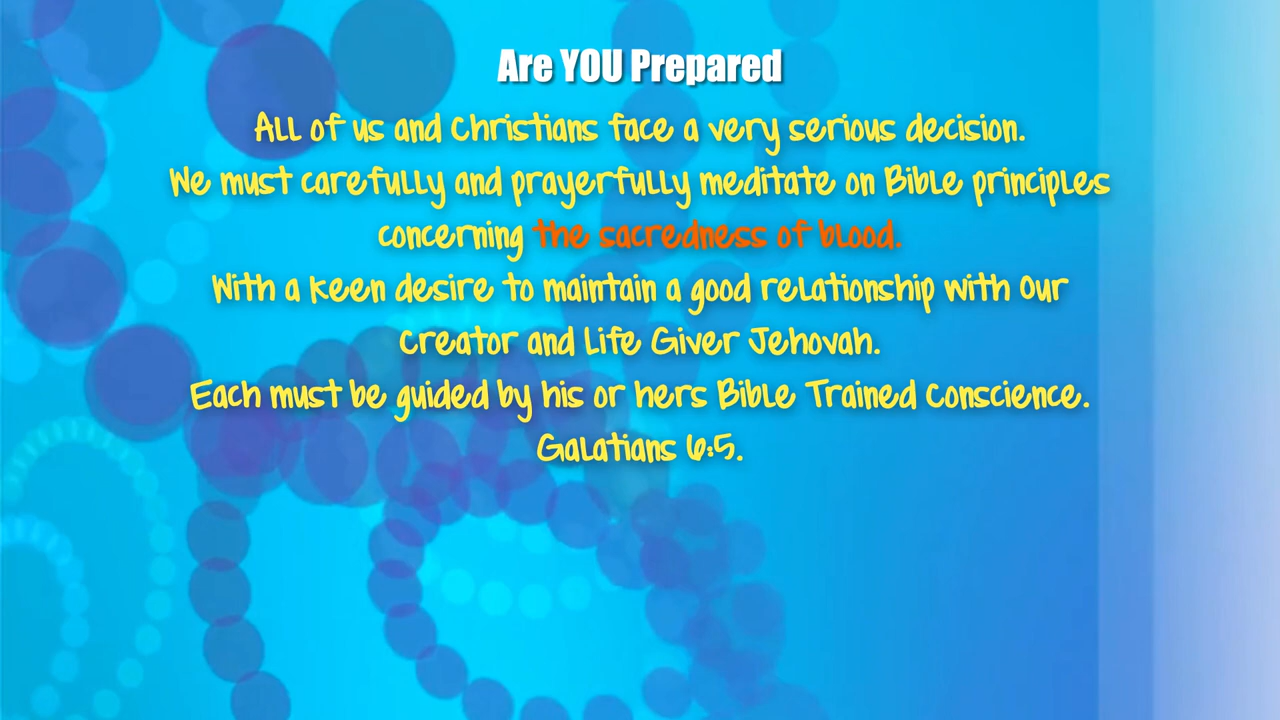 Are YOU Prepared
All of us and Christians face a very serious decision.
We must carefully and prayerfully meditate on Bible principles
concerning the sacredness of blood.
With a keen desire to maintain a good relationship with Our
Creator and Life Giver Jehovah.
Each must be guided by his or hers Bible Trained Conscience.
Galatians 6:5.